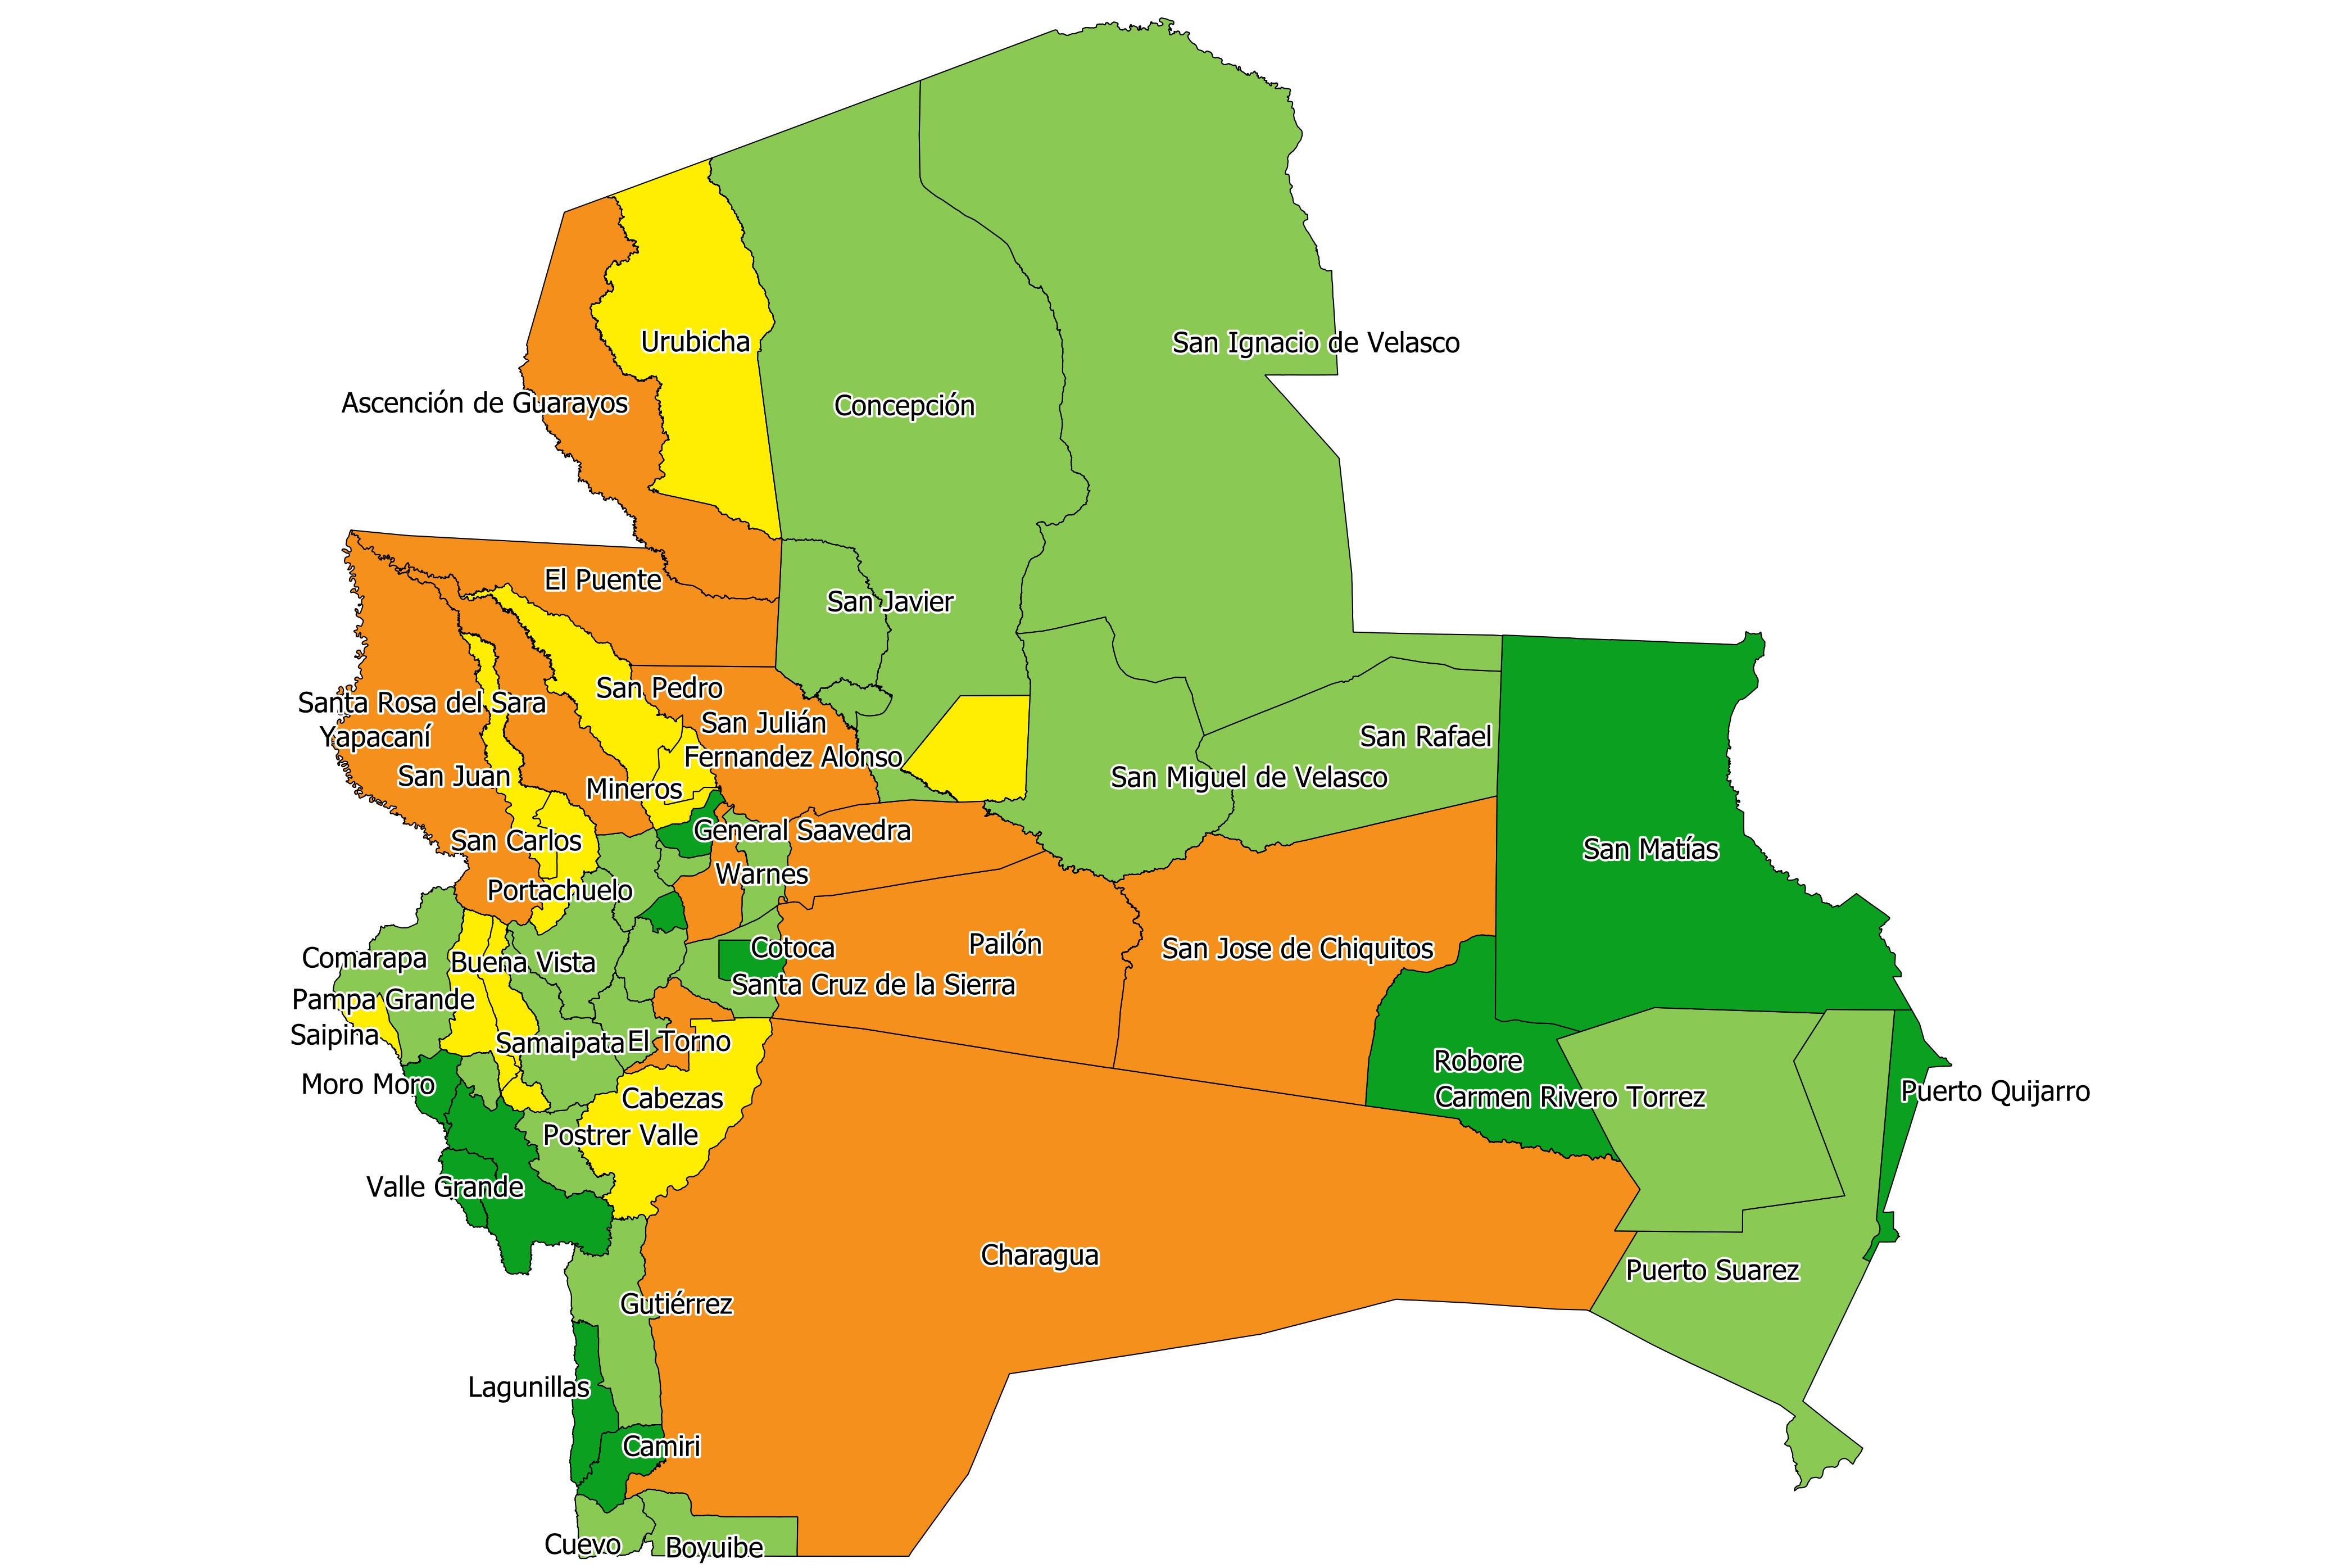 Urubicha
San Ignacio de Velasco
Ascención de Guarayos
Concepción
El Puente
San Javier
San Pedro
Santa Rosa del Sara
San Julián
Yapacaní
San Rafael
Fernandez Alonso
San Juan
San Miguel de Velasco
Mineros
General Saavedra
San Carlos
San Matías
Warnes
Portachuelo
Pailón
Cotoca
San Jose de Chiquitos
Comarapa
Buena Vista
Santa Cruz de la Sierra
Pampa Grande
Saipina
Samaipata
El Torno
Robore
Moro Moro
Puerto Quijarro
Carmen Rivero Torrez
Cabezas
Postrer Valle
Valle Grande
Charagua
Puerto Suarez
Gutiérrez
Lagunillas
Camiri
Cuevo
Boyuibe